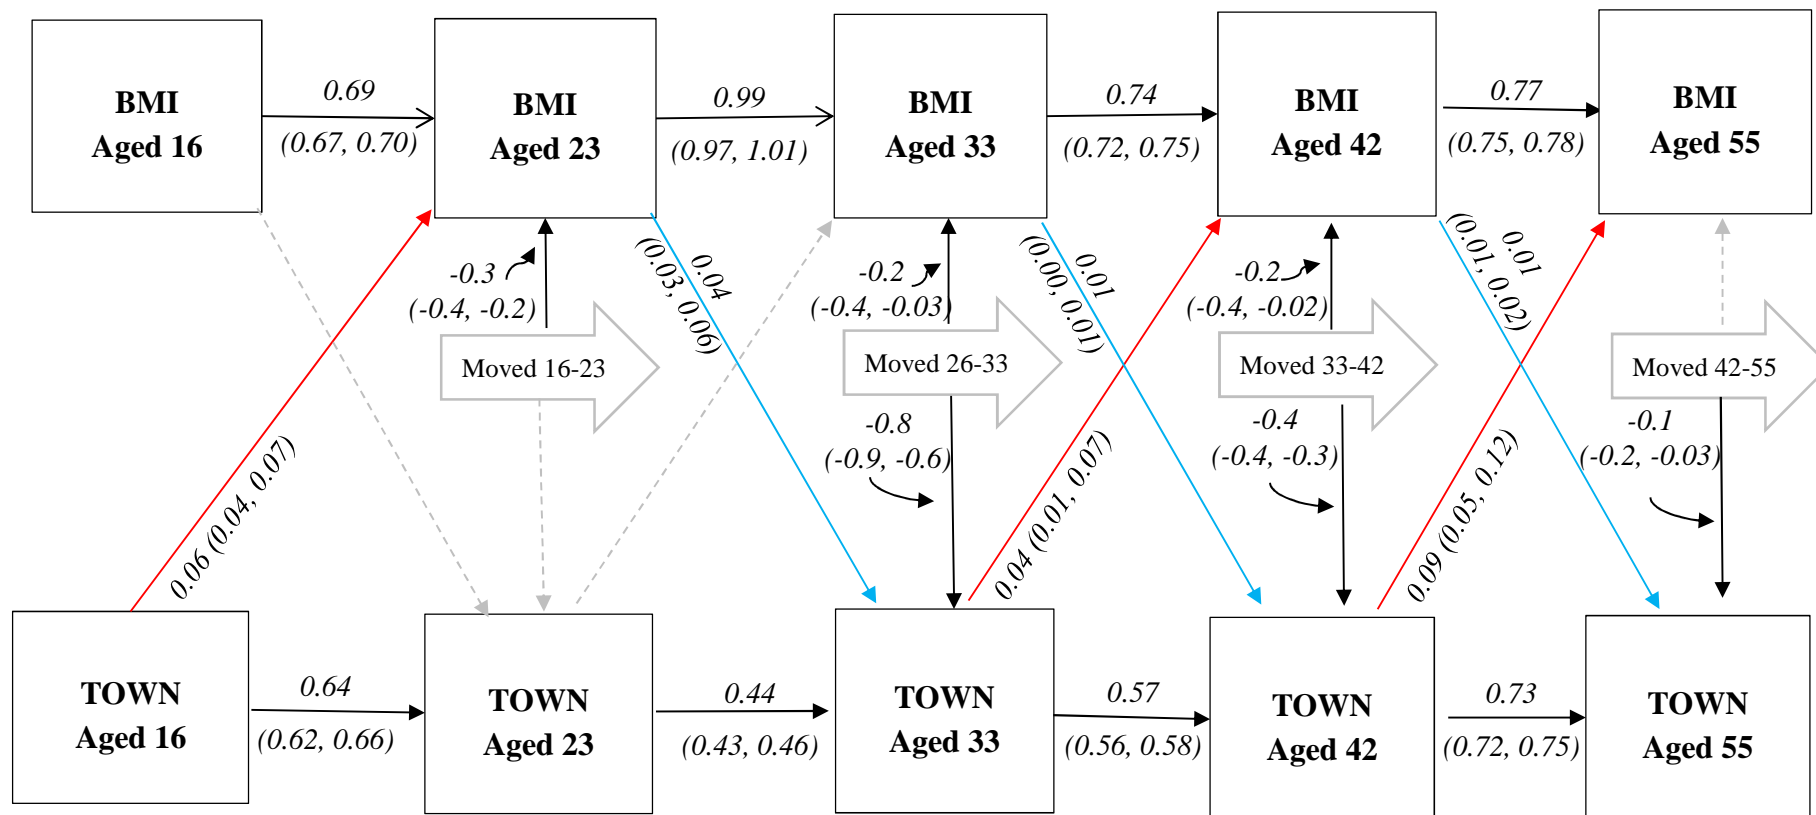 BMI
Aged 16
0.69
(0.67, 0.70)
BMI
Aged 23
0.99
(0.97, 1.01)
BMI
Aged 33
0.74
(0.72, 0.75)
BMI
Aged 42
0.77
(0.75, 0.78)
BMI
Aged 55
0.06 (0.04, 0.07)
-0.3
(-0.4, -0.2)
Moved 16-23
0.04
(0.03, 0.06)
-0.2
(-0.4, -0.03)
Moved 26-33
-0.8
(-0.9, -0.6)
0.01
(0.00, 0.01)
0.04 (0.01, 0.07)
-0.2
(-0.4, -0.02)
Moved 33-42
-0.4
(-0.4, -0.3)
0.01
(0.01, 0.02)
0.09 (0.05, 0.12)
Moved 42-55
-0.1
(-0.2, -0.03)
TOWN
Aged 16
0.64
(0.62, 0.66)
TOWN
Aged 23
0.44
(0.43, 0.46)
TOWN
Aged 33
0.57
(0.56, 0.58)
TOWN
Aged 42
0.73
(0.72, 0.75)
TOWN
Aged 55